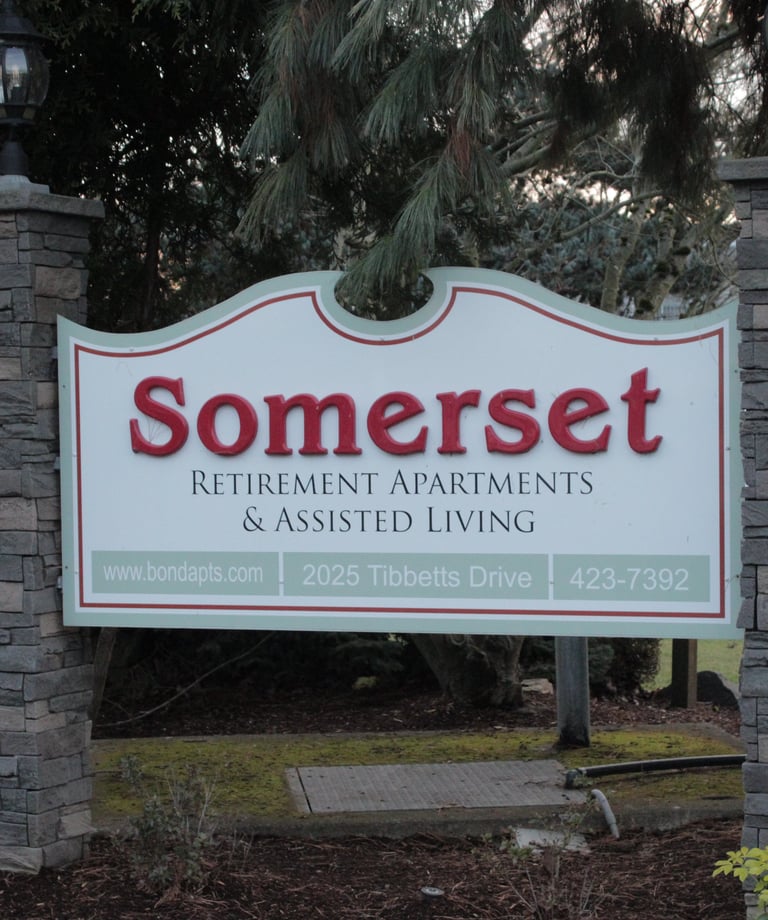 Somerset
RETIREMENT APARTMENTS
& ASSISTED LIVING
www.bondapts.com 2025 Tibbetts Drive 423-7392